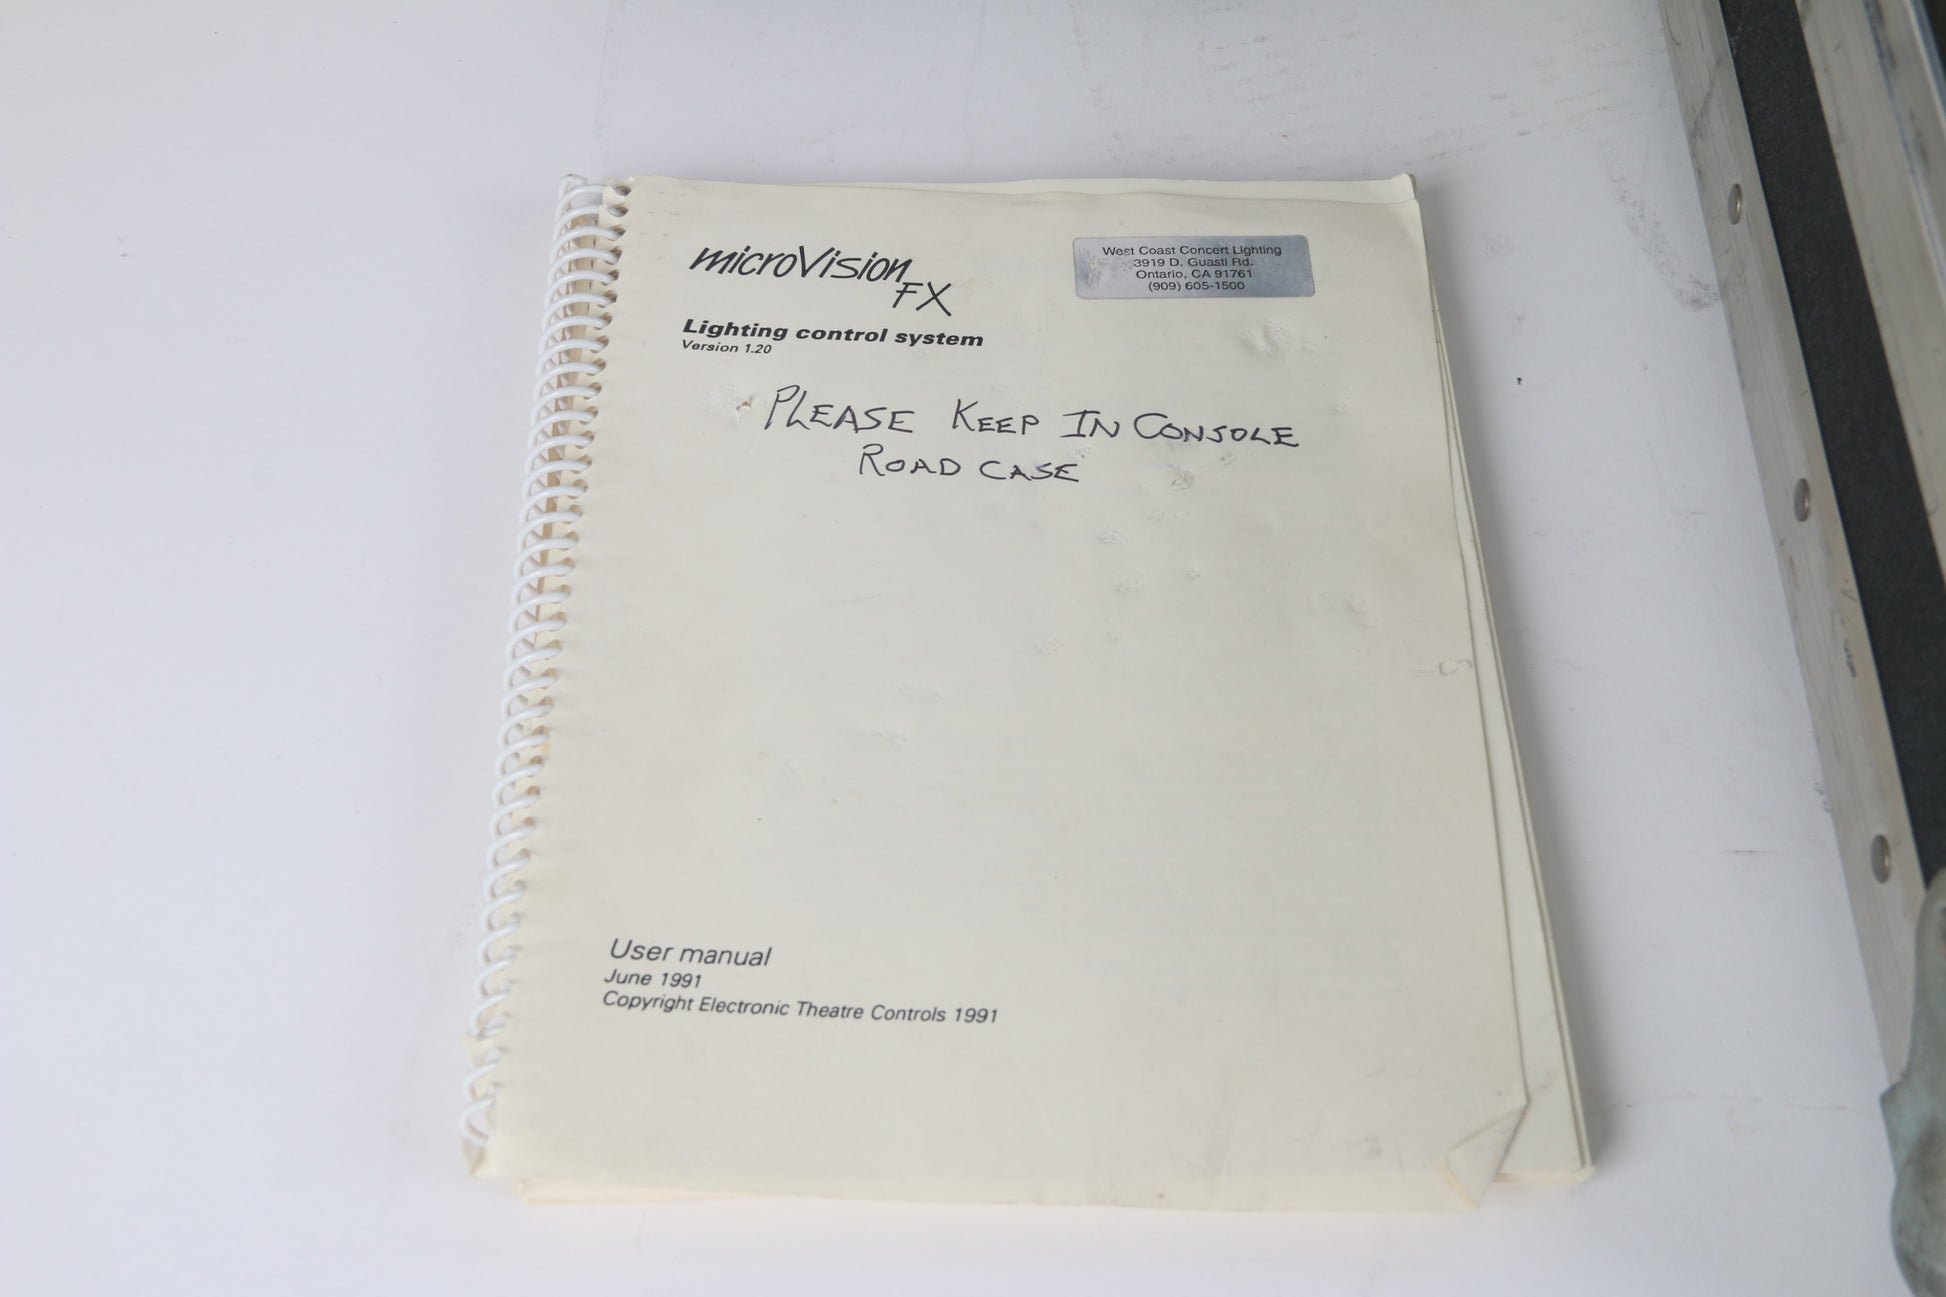 microVision
FX
Lighting control system
Version 1.20
West Coast Concert Lighting
3919 D. Guasti Rd.
Ontario, CA 91761
(909) 605-1500
PLEASE KEEP IN CONSOLE
ROAD CASE
User manual
June 1991
Copyright Electronic Theatre Controls 1991